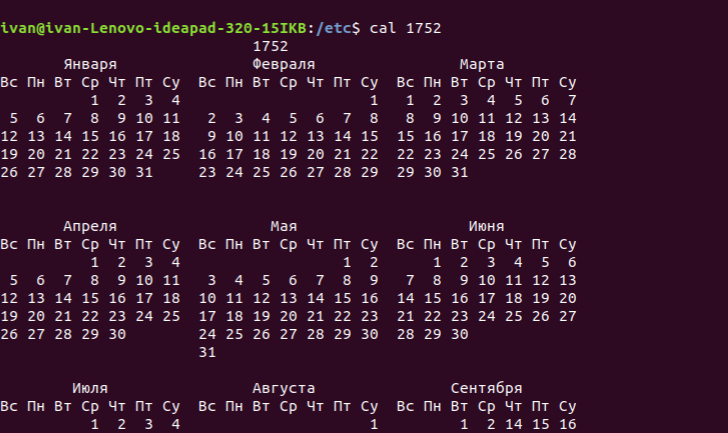 ivan@ivan-Lenovo-ideapad-320-15IKB:/etc$ cal 1752
                            1752
       Января               Февраля                Марта
Вс Пн Вт Ср Чт Пт Су  Вс Пн Вт Ср Чт Пт Су  Вс Пн Вт Ср Чт Пт Су
          1  2  3  4                     1   1  2  3  4  5  6  7
 5  6  7  8  9 10 11   2  3  4  5  6  7  8   8  9 10 11 12 13 14
12 13 14 15 16 17 18   9 10 11 12 13 14 15  15 16 17 18 19 20 21
19 20 21 22 23 24 25  16 17 18 19 20 21 22  22 23 24 25 26 27 28
26 27 28 29 30 31     23 24 25 26 27 28 29  29 30 31
       Апреля                 Мая                   Июня
Вс Пн Вт Ср Чт Пт Су  Вс Пн Вт Ср Чт Пт Су  Вс Пн Вт Ср Чт Пт Су
          1  2  3  4                  1  2      1  2  3  4  5  6
 5  6  7  8  9 10 11   3  4  5  6  7  8  9   7  8  9 10 11 12 13
12 13 14 15 16 17 18  10 11 12 13 14 15 16  14 15 16 17 18 19 20
19 20 21 22 23 24 25  17 18 19 20 21 22 23  21 22 23 24 25 26 27
26 27 28 29 30        24 25 26 27 28 29 30  28 29 30
                      31
        Июля                Августа               Сентября
Вс Пн Вт Ср Чт Пт Су  Вс Пн Вт Ср Чт Пт Су  Вс Пн Вт Ср Чт Пт Су
          1  2  3  4                     1         1  2 14 15 16